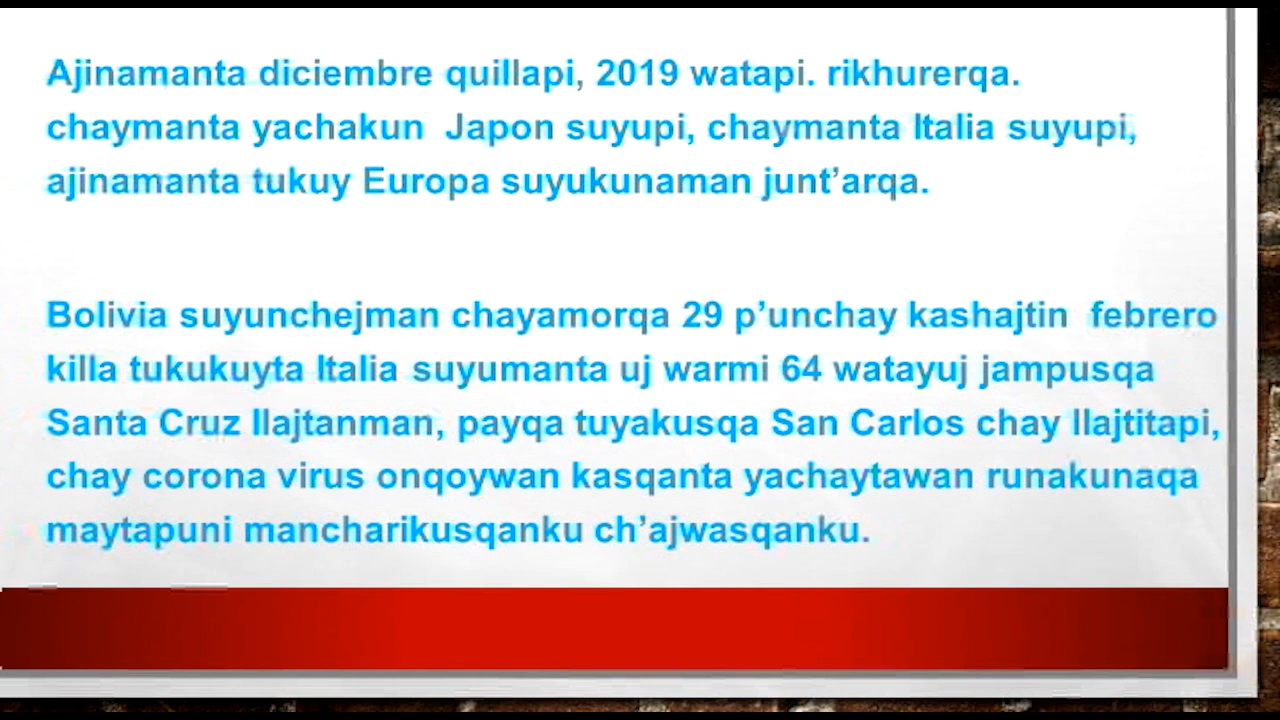 Ajinamanta diciembre quillapi, 2019 watapi. rikhurerqa.
chaymanta yachakun Japon suyupi, chaymanta Italia suyupi,
ajinamanta tukuy Europa suyukunaman junt’arqa.
Bolivia suyunchejman chayamorqa 29 p’unchay kashajtin febrero
killa tukukuyta Italia suyumanta uj warmi 64 watayuj jampusqa
Santa Cruz llajtanman, payqa tuyakusqa San Carlos chay llajtitapi,
chay corona virus onqoywan kasqanta yachaytawan runakunaqa
maytapuni mancharikusqanku ch’ajwasqanku.